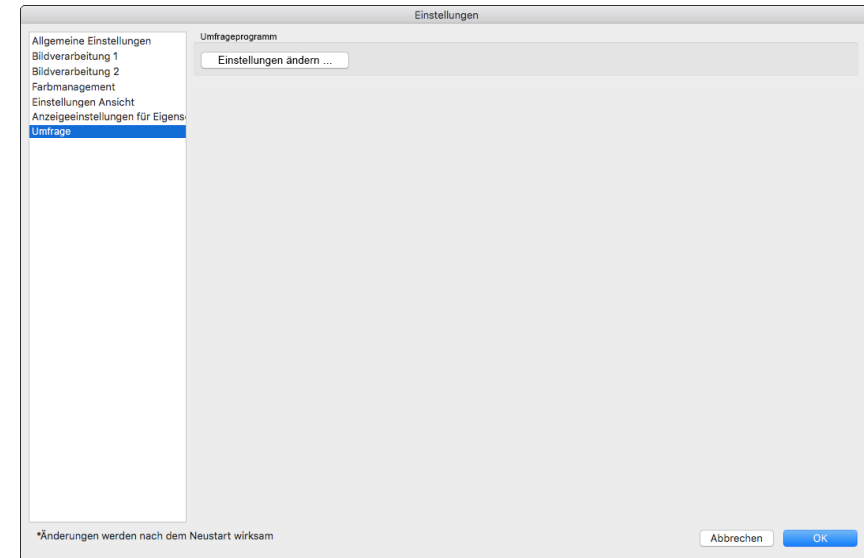 Einstellungen
Allgemeine Einstellungen
Bildverarbeitung 1
Bildverarbeitung 2
Farbmanagement
Einstellungen Ansicht
Anzeigeeinstellungen für Eigens
Umfrage
Umfrageprogramm
Einstellungen ändern ...
*Änderungen werden nach dem Neustart wirksam
Abbrechen
OK